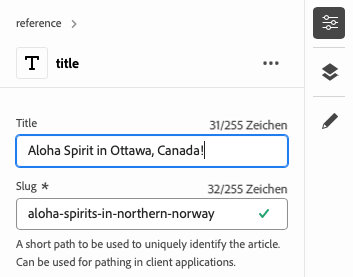 reference
T title
Title 31/255 Zeichen
Aloha Spirit in Ottawa, Canada!
Slug * 32/255 Zeichen
aloha-spirits-in-northern-norway
A short path to be used to uniquely identify the article.
Can be used for pathing in client applications.